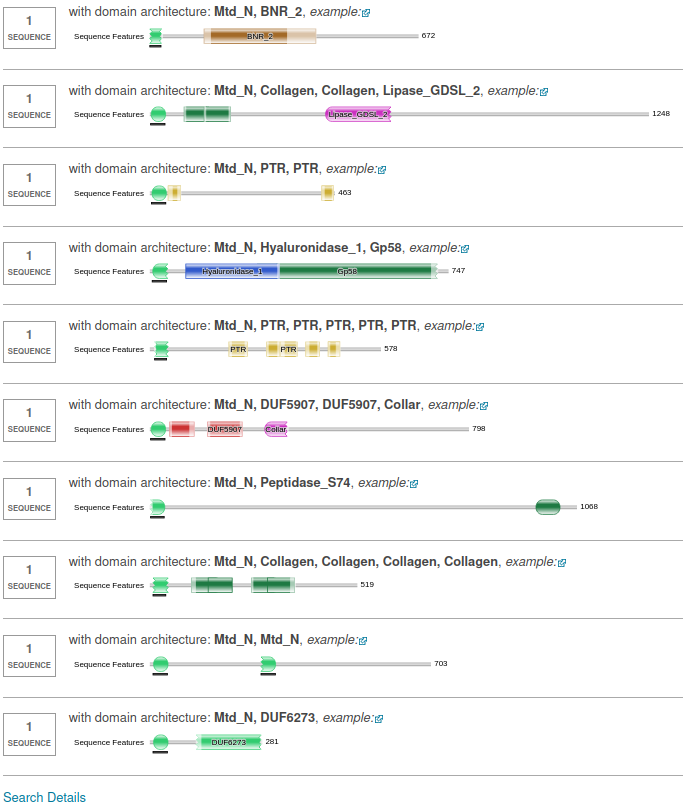 1
SEQUENCE
with domain architecture: Mtd_N, BNR_2, example:
Sequence Features BNR_2 672
1
SEQUENCE
with domain architecture: Mtd_N, Collagen, Collagen, Lipase_GDSL_2, example:
Sequence Features Lipase_GDSL_2 1248
1
SEQUENCE
with domain architecture: Mtd_N, PTR, PTR, example:
Sequence Features 463
1
SEQUENCE
with domain architecture: Mtd_N, Hyaluronidase_1, Gp58, example:
Sequence Features Hyaluronidase_1 Gp58 747
1
SEQUENCE
with domain architecture: Mtd_N, PTR, PTR, PTR, PTR, PTR, example:
Sequence Features PTR PTR 578
1
SEQUENCE
with domain architecture: Mtd_N, DUF5907, DUF5907, Collar, example:
Sequence Features DUF5907 Collar 798
1
SEQUENCE
with domain architecture: Mtd_N, Peptidase_S74, example:
Sequence Features 1068
1
SEQUENCE
with domain architecture: Mtd_N, Collagen, Collagen, Collagen, Collagen, example:
Sequence Features 519
1
SEQUENCE
with domain architecture: Mtd_N, Mtd_N, example:
Sequence Features 703
1
SEQUENCE
with domain architecture: Mtd_N, DUF6273, example:
Sequence Features DUF6273 281
Search Details